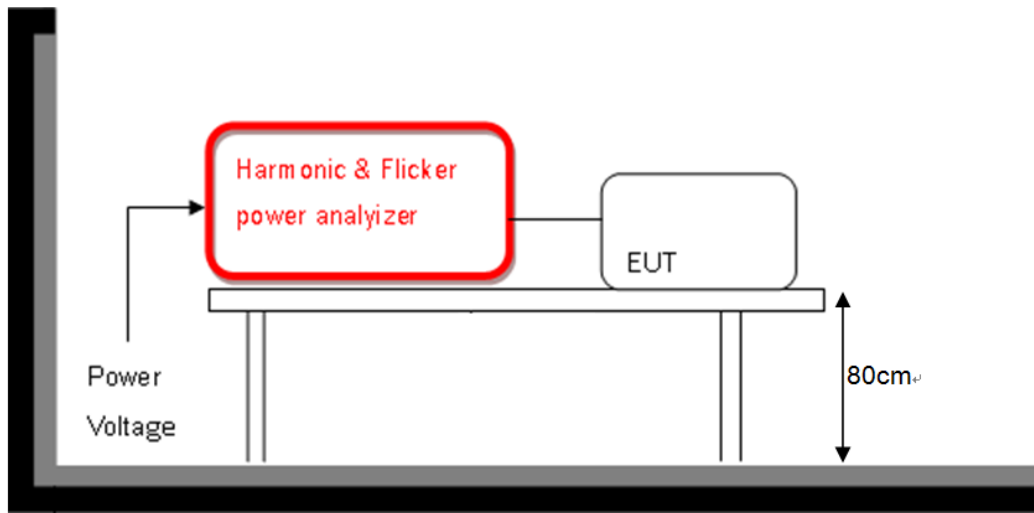 Harmonic & Flicker
power analyizer
EUT
Power
Voltage
80cm↵